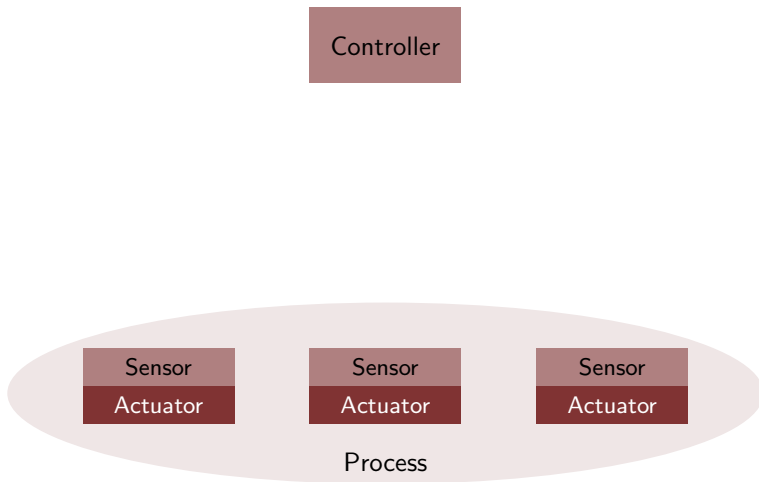 Controller
Sensor
Sensor
Sensor
Actuator
Actuator
Actuator
Process